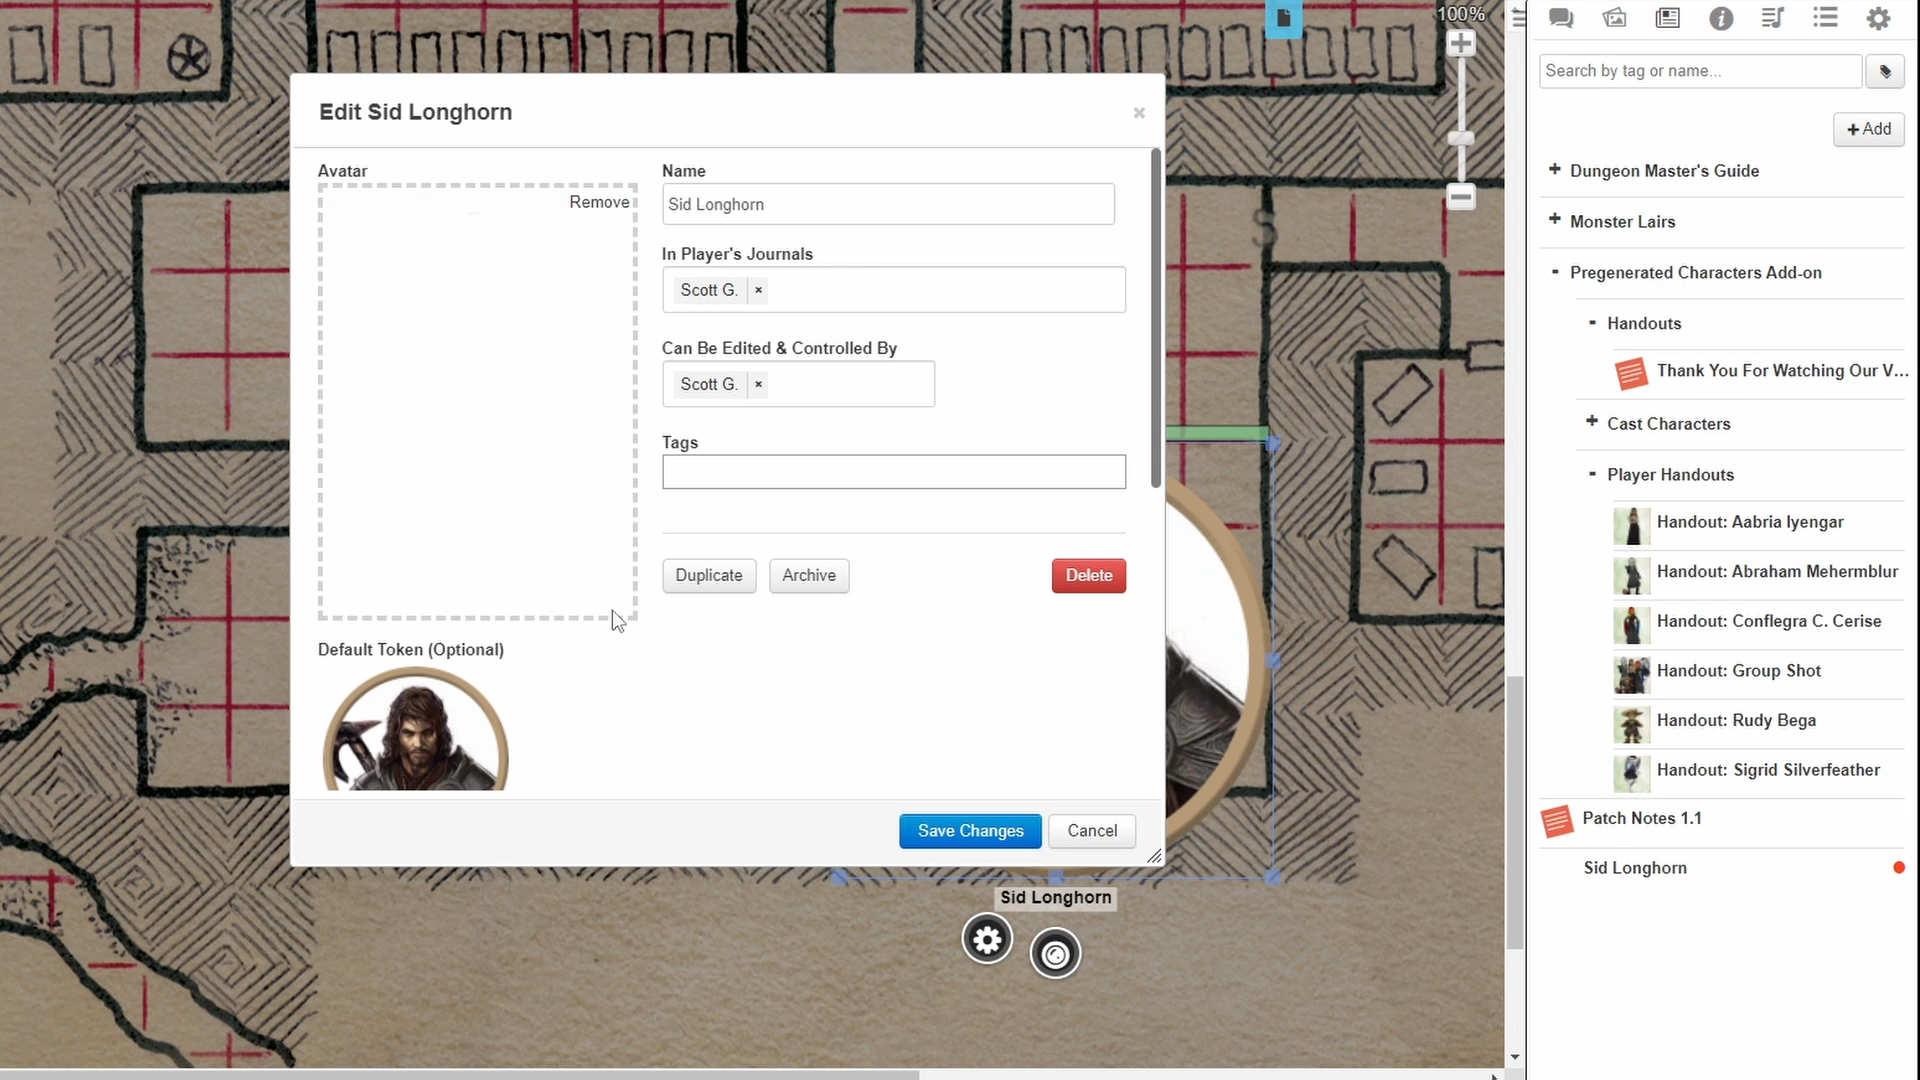 100%
Search by tag or name...
+ Add
Edit Sid Longhorn
×
Avatar
Remove
Name
Sid Longhorn
In Player's Journals
Scott G. ×
Can Be Edited & Controlled By
Scott G. ×
Tags
Duplicate
Archive
Delete
Default Token (Optional)
Save Changes
Cancel
Sid Longhorn
+ Dungeon Master's Guide
+ Monster Lairs
- Pregenerated Characters Add-on
- Handouts
Thank You For Watching Our V...
+ Cast Characters
- Player Handouts
Handout: Aabria Iyengar
Handout: Abraham Mehermblur
Handout: Conflegra C. Cerise
Handout: Group Shot
Handout: Rudy Bega
Handout: Sigrid Silverfeather
Patch Notes 1.1
Sid Longhorn